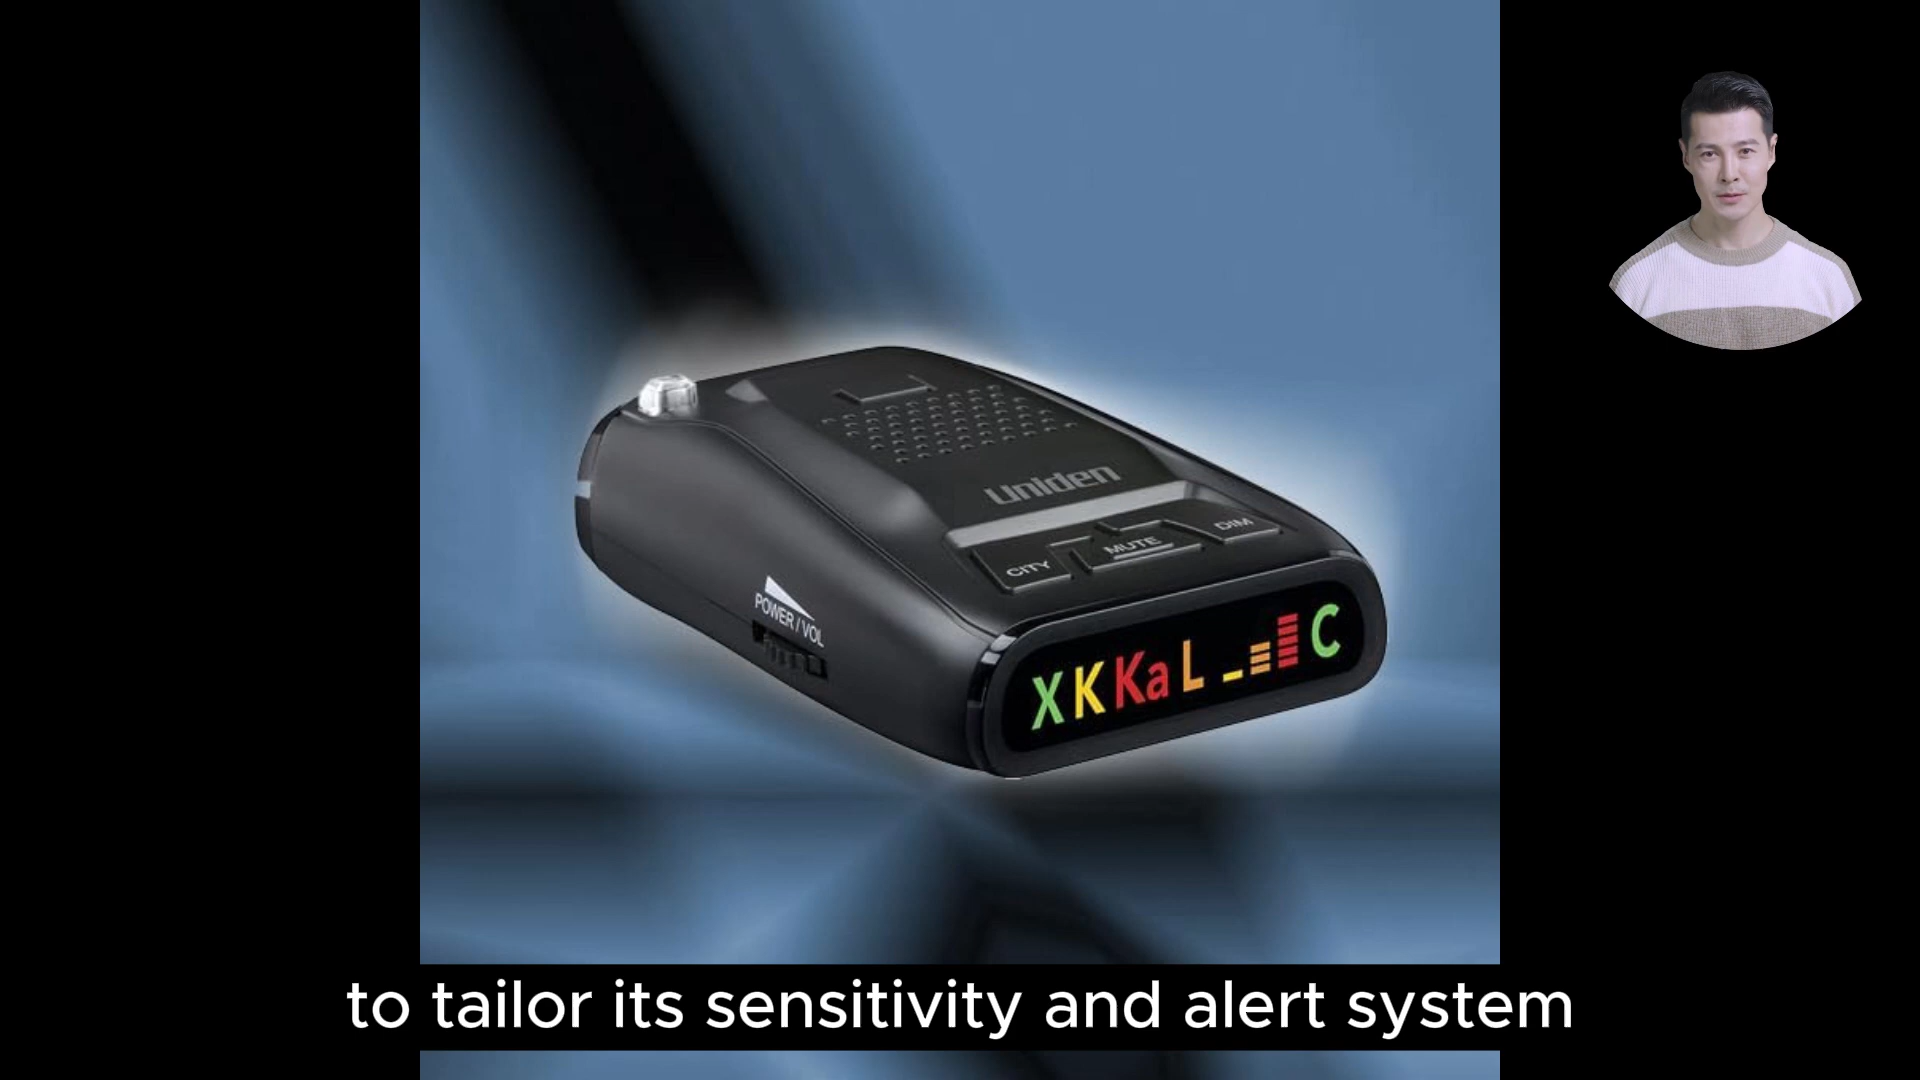 uniden
CITY
MUTE
DIM
POWER / VOL
X K Ka L C
to tailor its sensitivity and alert system